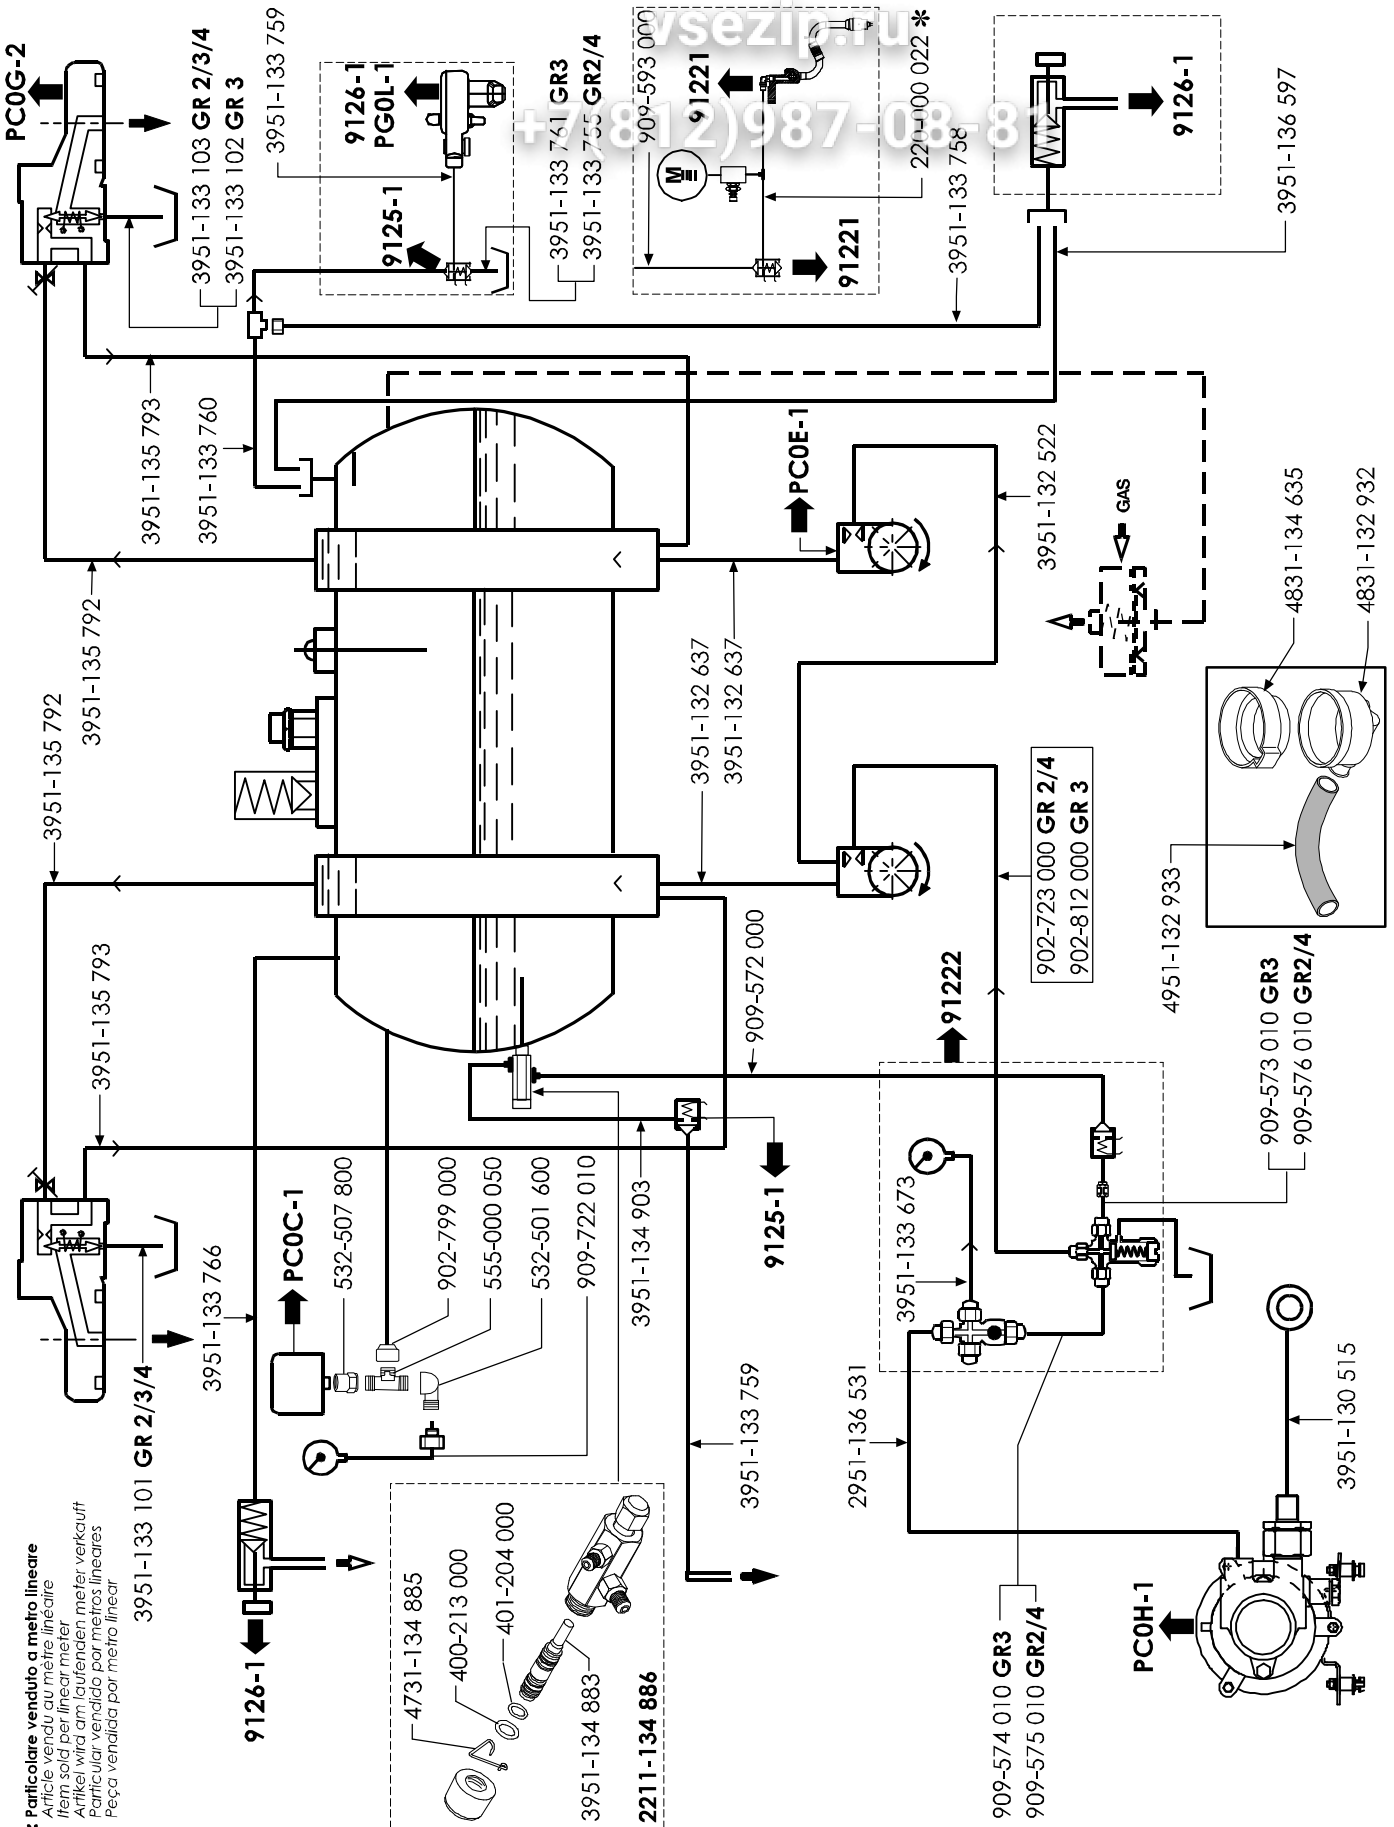 vsezip.ru
+7(812)987-08-81
PC0G-2
3951-133 103 GR 2/3/4
3951-133 102 GR 3
3951-133 759
9126-1
PG0L-1
9125-1
3951-133 761 GR3
3951-133 755 GR2/4
909-593 000
91221
220-000 022 *
91221
3951-133 758
9126-1
3951-136 597
3951-135 793
3951-133 760
3951-135 792
3951-135 792
PC0E-1
3951-132 522
GAS
4831-134 635
4831-132 932
3951-132 637
3951-132 637
902-723 000 GR 2/4
902-812 000 GR 3
4951-132 933
909-573 010 GR3
909-576 010 GR2/4
3951-135 793
909-572 000
91222
3951-133 766
PC0C-1
532-507 800
902-799 000
555-000 050
532-501 600
909-722 010
3951-134 903
9125-1
3951-133 673
3951-133 101 GR 2/3/4
9126-1
3951-133 759
2951-136 531
3951-130 515
PC0H-1
4731-134 885
400-213 000
401-204 000
3951-134 883
2211-134 886
909-574 010 GR3
909-575 010 GR2/4
Particolare venduto a metro lineare
Article vendu au mètre linéaire
Item sold per linear meter
Artikel wird am laufenden meter verkauft
Particular vendido por metros lineares
Peça vendida por metro linear